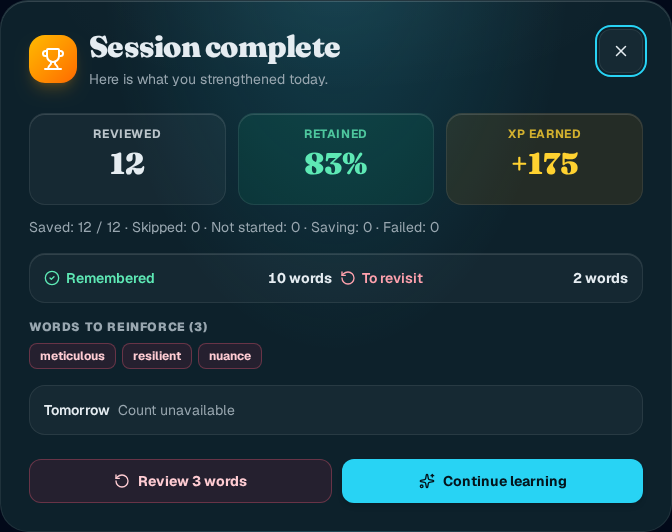 Session complete
Here is what you strengthened today.
REVIEWED
12
RETAINED
83%
XP EARNED
+175
Saved: 12 / 12 · Skipped: 0 · Not started: 0 · Saving: 0 · Failed: 0
Remembered 10 words To revisit 2 words
WORDS TO REINFORCE (3)
meticulous resilient nuance
Tomorrow Count unavailable
Review 3 words
Continue learning